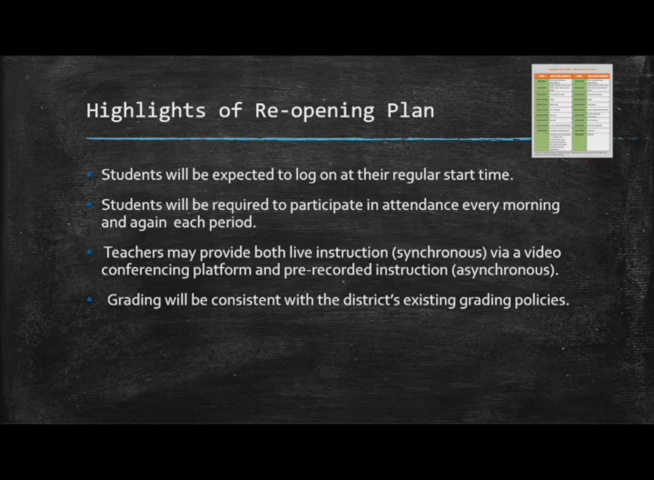 Highlights of Re-opening Plan
Students will be expected to log on at their regular start time.
Students will be required to participate in attendance every morning
and again each period.
Teachers may provide both live instruction (synchronous) via a video
conferencing platform and pre-recorded instruction (asynchronous).
Grading will be consistent with the district's existing grading policies.